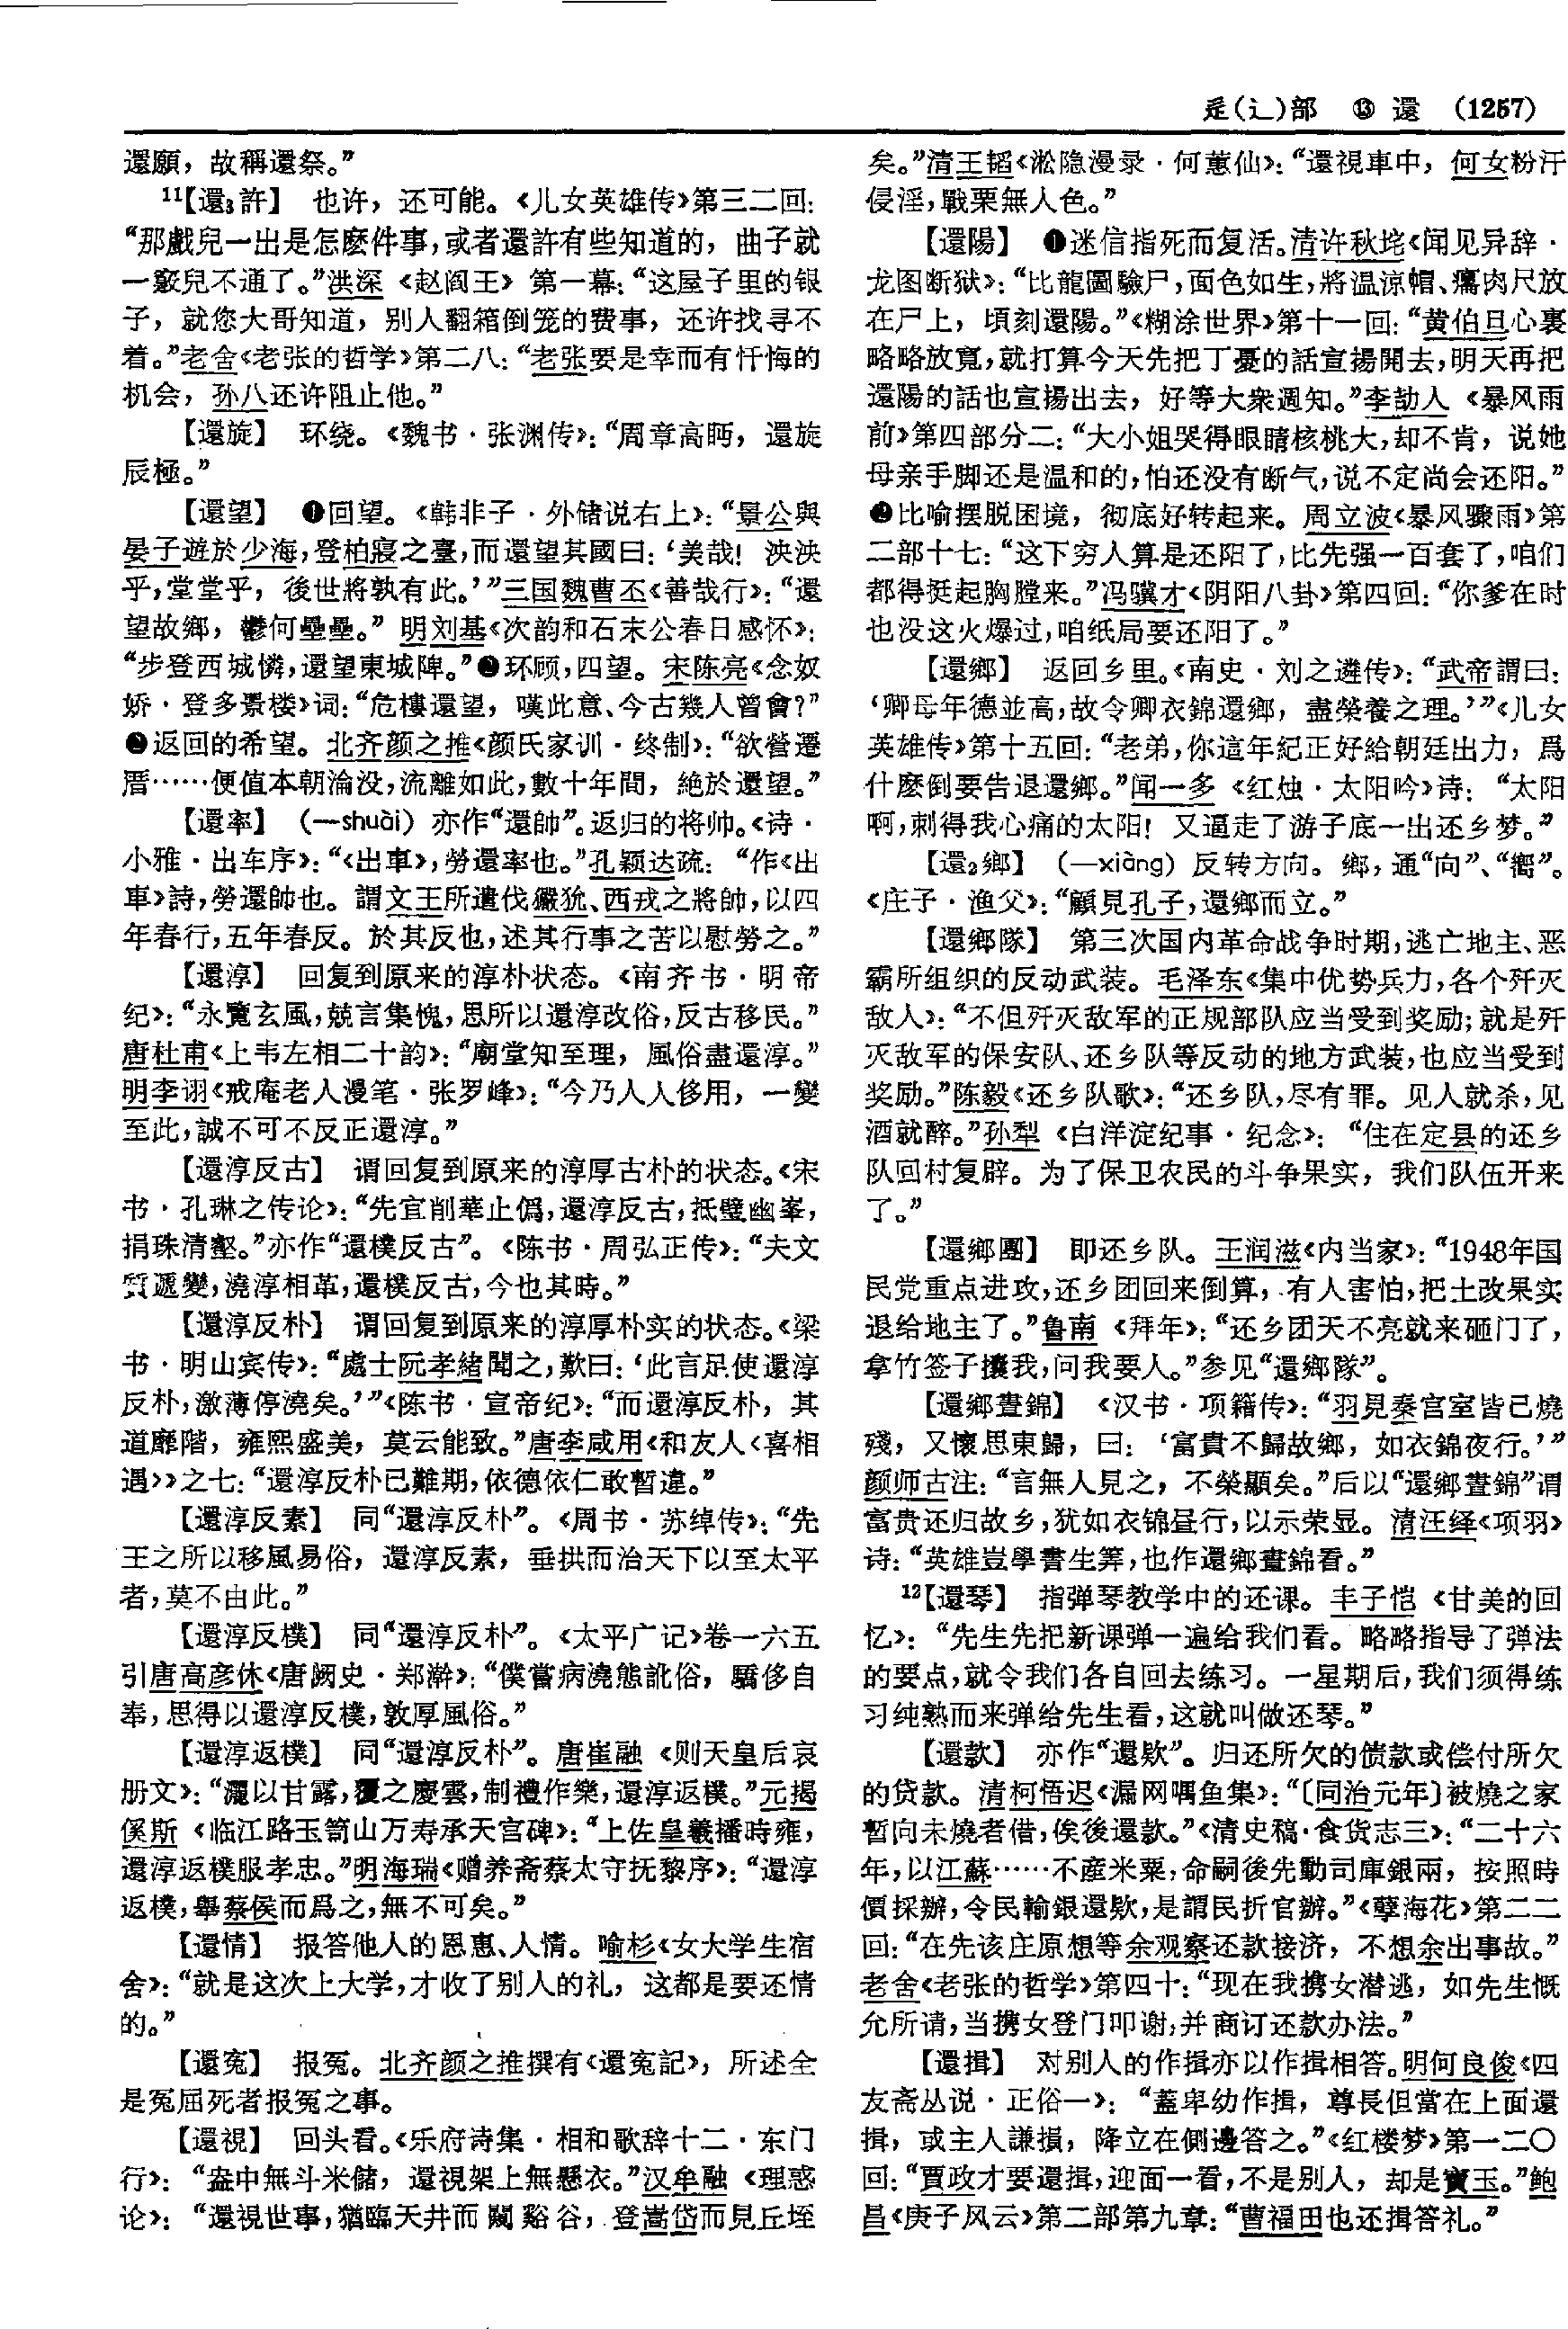 辵(辶)部 ⑬ 還 (1257)
還願，故稱還祭。”
¹¹【還₃許】 也许，还可能。《儿女英雄传》第三二回：
“那戲兒一出是怎麽件事，或者還許有些知道的，曲子就
一竅兒不通了。”洪深《赵阎王》第一幕：“这屋子里的银
子，就您大哥知道，别人翻箱倒笼的费事，还许找寻不
着。”老舍《老张的哲学》第二八：“老张要是幸而有忏悔的
机会，孙八还许阻止他。”
【還旋】 环绕。《魏书·张渊传》：“周章高眄，還旋
辰極。”
【還望】 ❶回望。《韩非子·外储说右上》：“景公與
晏子遊於少海，登柏寢之臺，而還望其國曰：‘美哉！泱泱
乎，堂堂乎，後世將孰有此。’”三国魏曹丕《善哉行》：“還
望故鄉，鬱何壘壘。”明刘基《次韵和石末公春日感怀》：
“步登西城憐，還望東城陴。”❷环顾，四望。宋陈亮《念奴
娇·登多景楼》词：“危樓還望，嘆此意、今古幾人曾會？”
❸返回的希望。北齐颜之推《颜氏家训·终制》：“欲營遷
厝……便值本朝淪没，流離如此，數十年間，絶於還望。”
【還率】 （—shuài）亦作“還帥”。返归的将帅。《诗·
小雅·出车序》：“《出車》，勞還率也。”孔颖达疏：“作《出
車》詩，勞還帥也。謂文王所遣伐玁狁、西戎之將帥，以四
年春行，五年春反。於其反也，述其行事之苦以慰勞之。”
【還淳】 回复到原来的淳朴状态。《南齐书·明帝
纪》：“永覽玄風，兢言集愧，思所以還淳改俗，反古移民。”
唐杜甫《上韦左相二十韵》：“廟堂知至理，風俗盡還淳。”
明李诩《戒庵老人漫笔·张罗峰》：“今乃人人侈用，一變
至此，誠不可不反正還淳。”
【還淳反古】 谓回复到原来的淳厚古朴的状态。《宋
书·孔琳之传论》：“先宜削華止僞，還淳反古，抵璧幽峯，
捐珠清壑。”亦作“還樸反古”。《陈书·周弘正传》：“夫文
質遞變，澆淳相革，還樸反古，今也其時。”
【還淳反朴】 谓回复到原来的淳厚朴实的状态。《梁
书·明山宾传》：“處士阮孝緒聞之，歎曰：‘此言足使還淳
反朴，激薄停澆矣。’”《陈书·宣帝纪》：“而還淳反朴，其
道靡階，雍熙盛美，莫云能致。”唐李咸用《和友人〈喜相
遇〉》之七：“還淳反朴已難期，依德依仁敢暫違。”
【還淳反素】 同“還淳反朴”。《周书·苏绰传》：“先
王之所以移風易俗，還淳反素，垂拱而治天下以至太平
者，莫不由此。”
【還淳反樸】 同“還淳反朴”。《太平广记》卷一六五
引唐高彦休《唐阙史·郑澣》：“僕嘗病澆態訛俗，驕侈自
奉，思得以還淳反樸，敦厚風俗。”
【還淳返樸】 同“還淳反朴”。唐崔融《则天皇后哀
册文》：“灑以甘露，覆之慶雲，制禮作樂，還淳返樸。”元揭
傒斯《临江路玉笥山万寿承天宫碑》：“上佐皇羲播時雍，
還淳返樸服孝忠。”明海瑞《赠养斋蔡太守抚黎序》：“還淳
返樸，舉蔡侯而爲之，無不可矣。”
【還情】 报答他人的恩惠、人情。喻杉《女大学生宿
舍》：“就是这次上大学，才收了别人的礼，这都是要还情
的。”
【還寃】 报冤。北齐颜之推撰有《還寃記》，所述全
是冤屈死者报冤之事。
【還視】 回头看。《乐府诗集·相和歌辞十二·东门
行》：“盎中無斗米儲，還視架上無懸衣。”汉牟融《理惑
论》：“還視世事，猶臨天井而闚谿谷，登嵩岱而見丘垤
矣。”清王韬《淞隐漫录·何蕙仙》：“還視車中，何女粉汗
侵淫，戰栗無人色。”
【還陽】 ❶迷信指死而复活。清许秋垞《闻见异辞·
龙图断狱》：“比龍圖驗尸，面色如生，將温涼帽、癘肉尺放
在尸上，頃刻還陽。”《糊涂世界》第十一回：“黄伯旦心裏
略略放寬，就打算今天先把丁憂的話宣揚開去，明天再把
還陽的話也宣揚出去，好等大衆週知。”李劼人《暴风雨
前》第四部分二：“大小姐哭得眼睛核桃大，却不肯，说她
母亲手脚还是温和的，怕还没有断气，说不定尚会还阳。”
❷比喻摆脱困境，彻底好转起来。周立波《暴风骤雨》第
二部十七：“这下穷人算是还阳了，比先强一百套了，咱们
都得挺起胸膛来。”冯骥才《阴阳八卦》第四回：“你爹在时
也没这火爆过，咱纸局要还阳了。”
【還鄉】 返回乡里。《南史·刘之遴传》：“武帝謂曰：
‘卿母年德並高，故令卿衣錦還鄉，盡榮養之理。’”《儿女
英雄传》第十五回：“老弟，你這年紀正好給朝廷出力，爲
什麽倒要告退還鄉。”闻一多《红烛·太阳吟》诗：“太阳
啊，刺得我心痛的太阳！又逼走了游子底一出还乡梦。”
【還₂鄉】 （—xiàng）反转方向。鄉，通“向”、“嚮”。
《庄子·渔父》：“顧見孔子，還鄉而立。”
【還鄉隊】 第三次国内革命战争时期，逃亡地主、恶
霸所组织的反动武装。毛泽东《集中优势兵力，各个歼灭
敌人》：“不但歼灭敌军的正规部队应当受到奖励；就是歼
灭敌军的保安队、还乡队等反动的地方武装，也应当受到
奖励。”陈毅《还乡队歌》：“还乡队，尽有罪。见人就杀，见
酒就醉。”孙犁《白洋淀纪事·纪念》：“住在定县的还乡
队回村复辟。为了保卫农民的斗争果实，我们队伍开来
了。”
【還鄉團】 即还乡队。王润滋《内当家》：“1948年国
民党重点进攻，还乡团回来倒算，有人害怕，把土改果实
退给地主了。”鲁南《拜年》：“还乡团天不亮就来砸门了，
拿竹签子攮我，问我要人。”参见“還鄉隊”。
【還鄉晝錦】 《汉书·项籍传》：“羽見秦宫室皆已燒
殘，又懷思東歸，曰：‘富貴不歸故鄉，如衣錦夜行。’”
颜师古注：“言無人見之，不榮顯矣。”后以“還鄉晝錦”谓
富贵还归故乡，犹如衣锦昼行，以示荣显。清汪绎《项羽》
诗：“英雄豈學書生筭，也作還鄉晝錦看。”
¹²【還琴】 指弹琴教学中的还课。丰子恺《甘美的回
忆》：“先生先把新课弹一遍给我们看。略略指导了弹法
的要点，就令我们各自回去练习。一星期后，我们须得练
习纯熟而来弹给先生看，这就叫做还琴。”
【還款】 亦作“還欵”。归还所欠的债款或偿付所欠
的贷款。清柯悟迟《漏网喁鱼集》：“〔同治元年〕被燒之家
暫向未燒者借，俟後還款。”《清史稿·食货志三》：“二十六
年，以江蘇……不産米粟，命嗣後先動司庫銀兩，按照時
價採辦，令民輸銀還欵，是謂民折官辦。”《孽海花》第二二
回：“在先该庄原想等余观察还款接济，不想余出事故。”
老舍《老张的哲学》第四十：“现在我携女潜逃，如先生慨
允所请，当携女登门叩谢，并商订还款办法。”
【還揖】 对别人的作揖亦以作揖相答。明何良俊《四
友斋丛说·正俗一》：“蓋卑幼作揖，尊長但當在上面還
揖，或主人謙損，降立在側邊答之。”《红楼梦》第一二〇
回：“賈政才要還揖，迎面一看，不是别人，却是寶玉。”鲍
昌《庚子风云》第二部第九章：“曹福田也还揖答礼。”